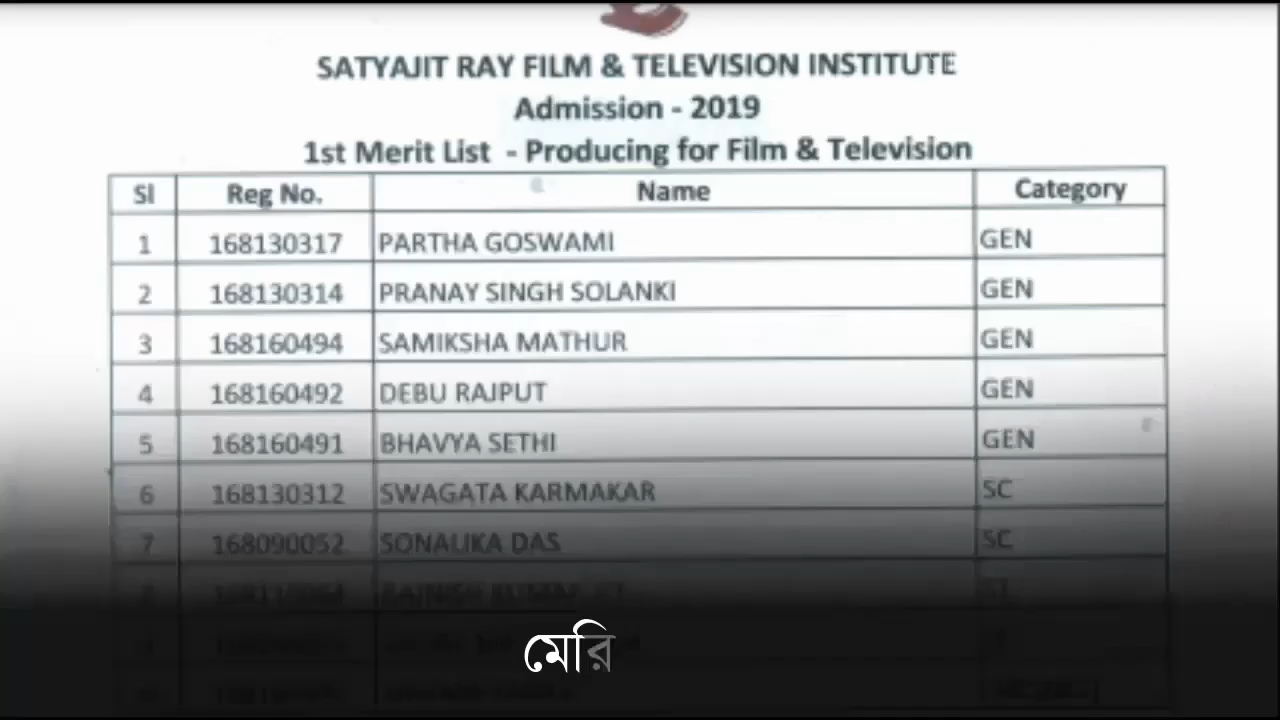 SATYAJIT RAY FILM & TELEVISION INSTITUTE
Admission - 2019
1st Merit List - Producing for Film & Television
Sl Reg No. Name Category
1 168130317 PARTHA GOSWAMI GEN
2 168130314 PRANAY SINGH SOLANKI GEN
3 168160494 SAMIKSHA MATHUR GEN
4 168160492 DEBU RAJPUT GEN
5 168160491 BHAVYA SETHI GEN
6 168130312 SWAGATA KARMAKAR SC
7 168090052 SONALIKA DAS SC
মেরি